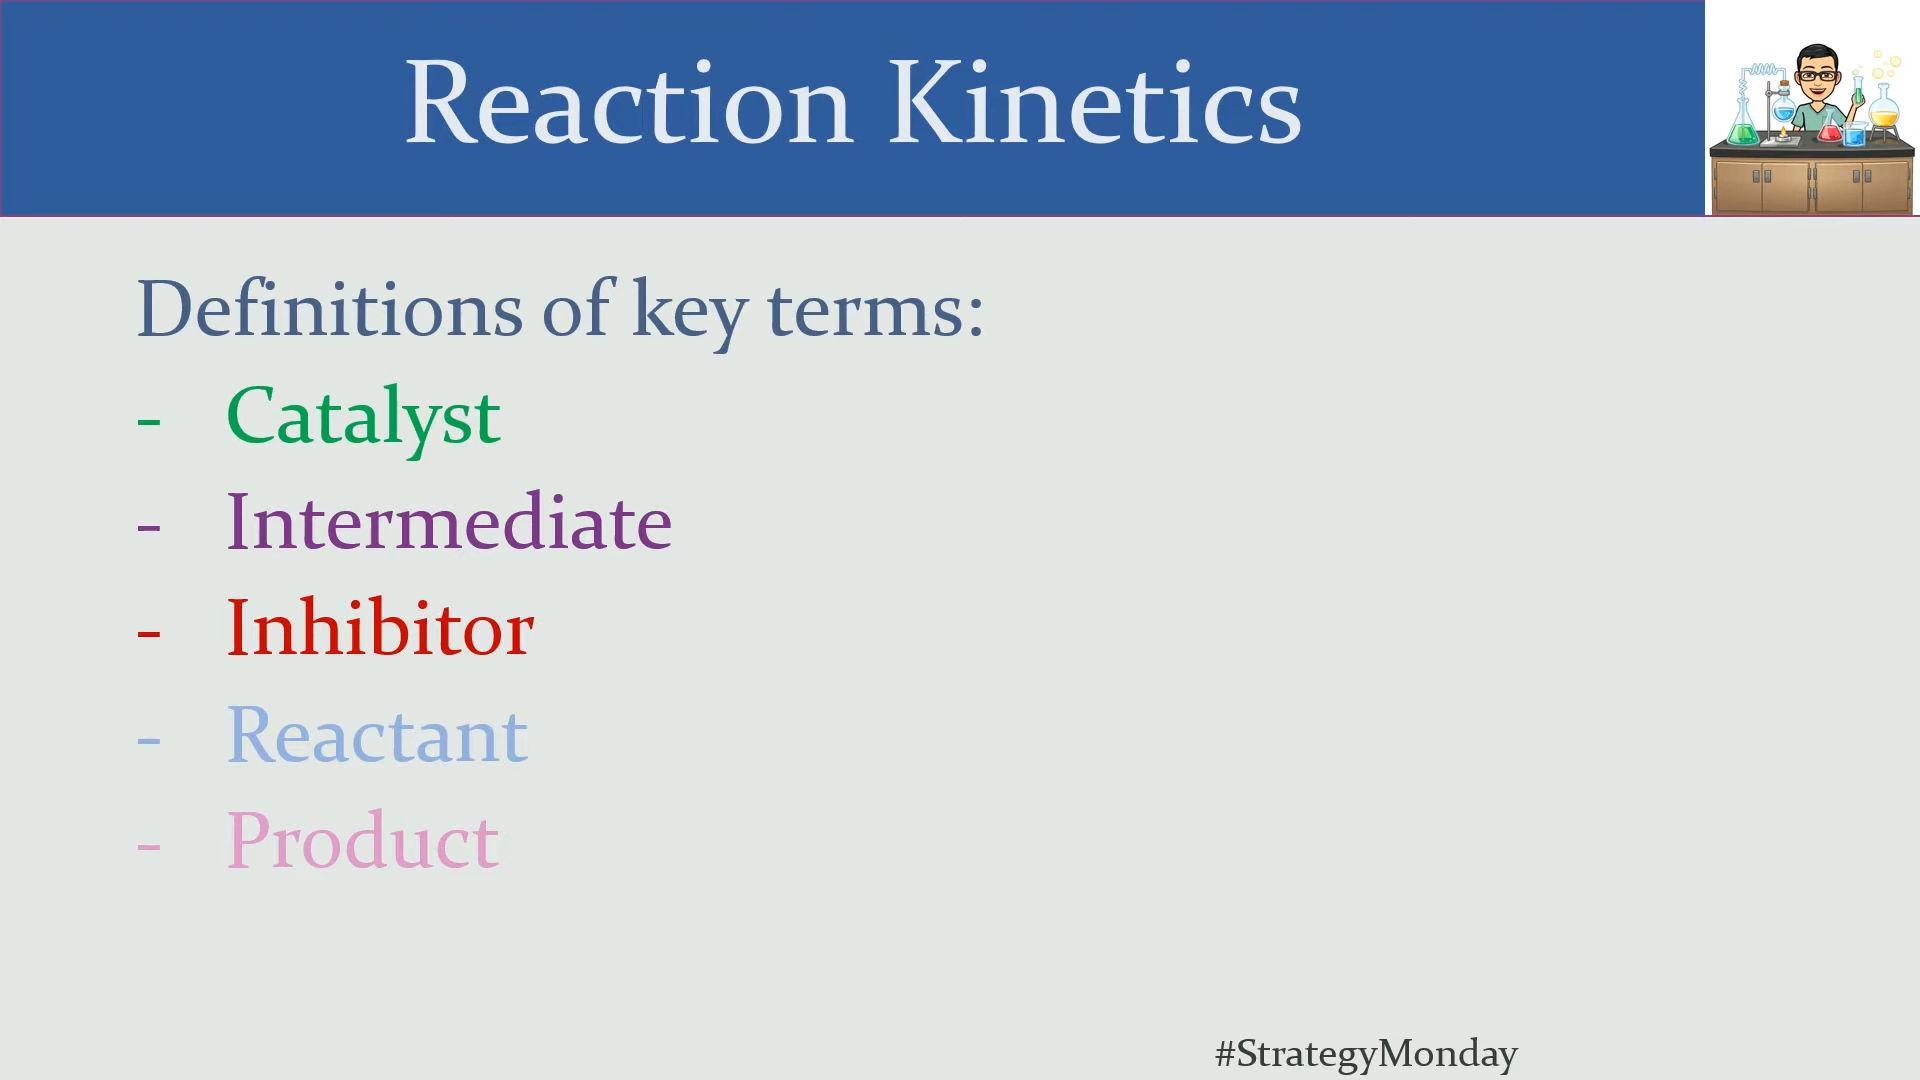 Reaction Kinetics
Definitions of key terms:
- Catalyst
- Intermediate
- Inhibitor
- Reactant
- Product
#StrategyMonday